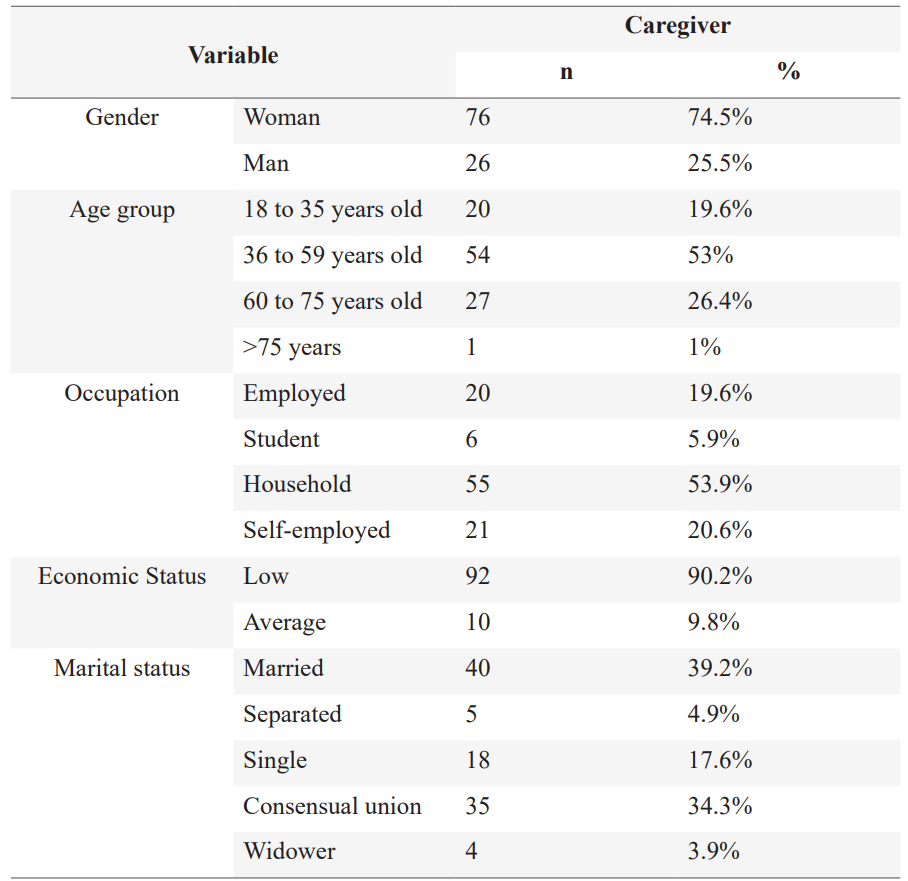 Variable Caregiver
n %
Gender Woman 76 74.5%
Man 26 25.5%
Age group 18 to 35 years old 20 19.6%
36 to 59 years old 54 53%
60 to 75 years old 27 26.4%
>75 years 1 1%
Occupation Employed 20 19.6%
Student 6 5.9%
Household 55 53.9%
Self-employed 21 20.6%
Economic Status Low 92 90.2%
Average 10 9.8%
Marital status Married 40 39.2%
Separated 5 4.9%
Single 18 17.6%
Consensual union 35 34.3%
Widower 4 3.9%